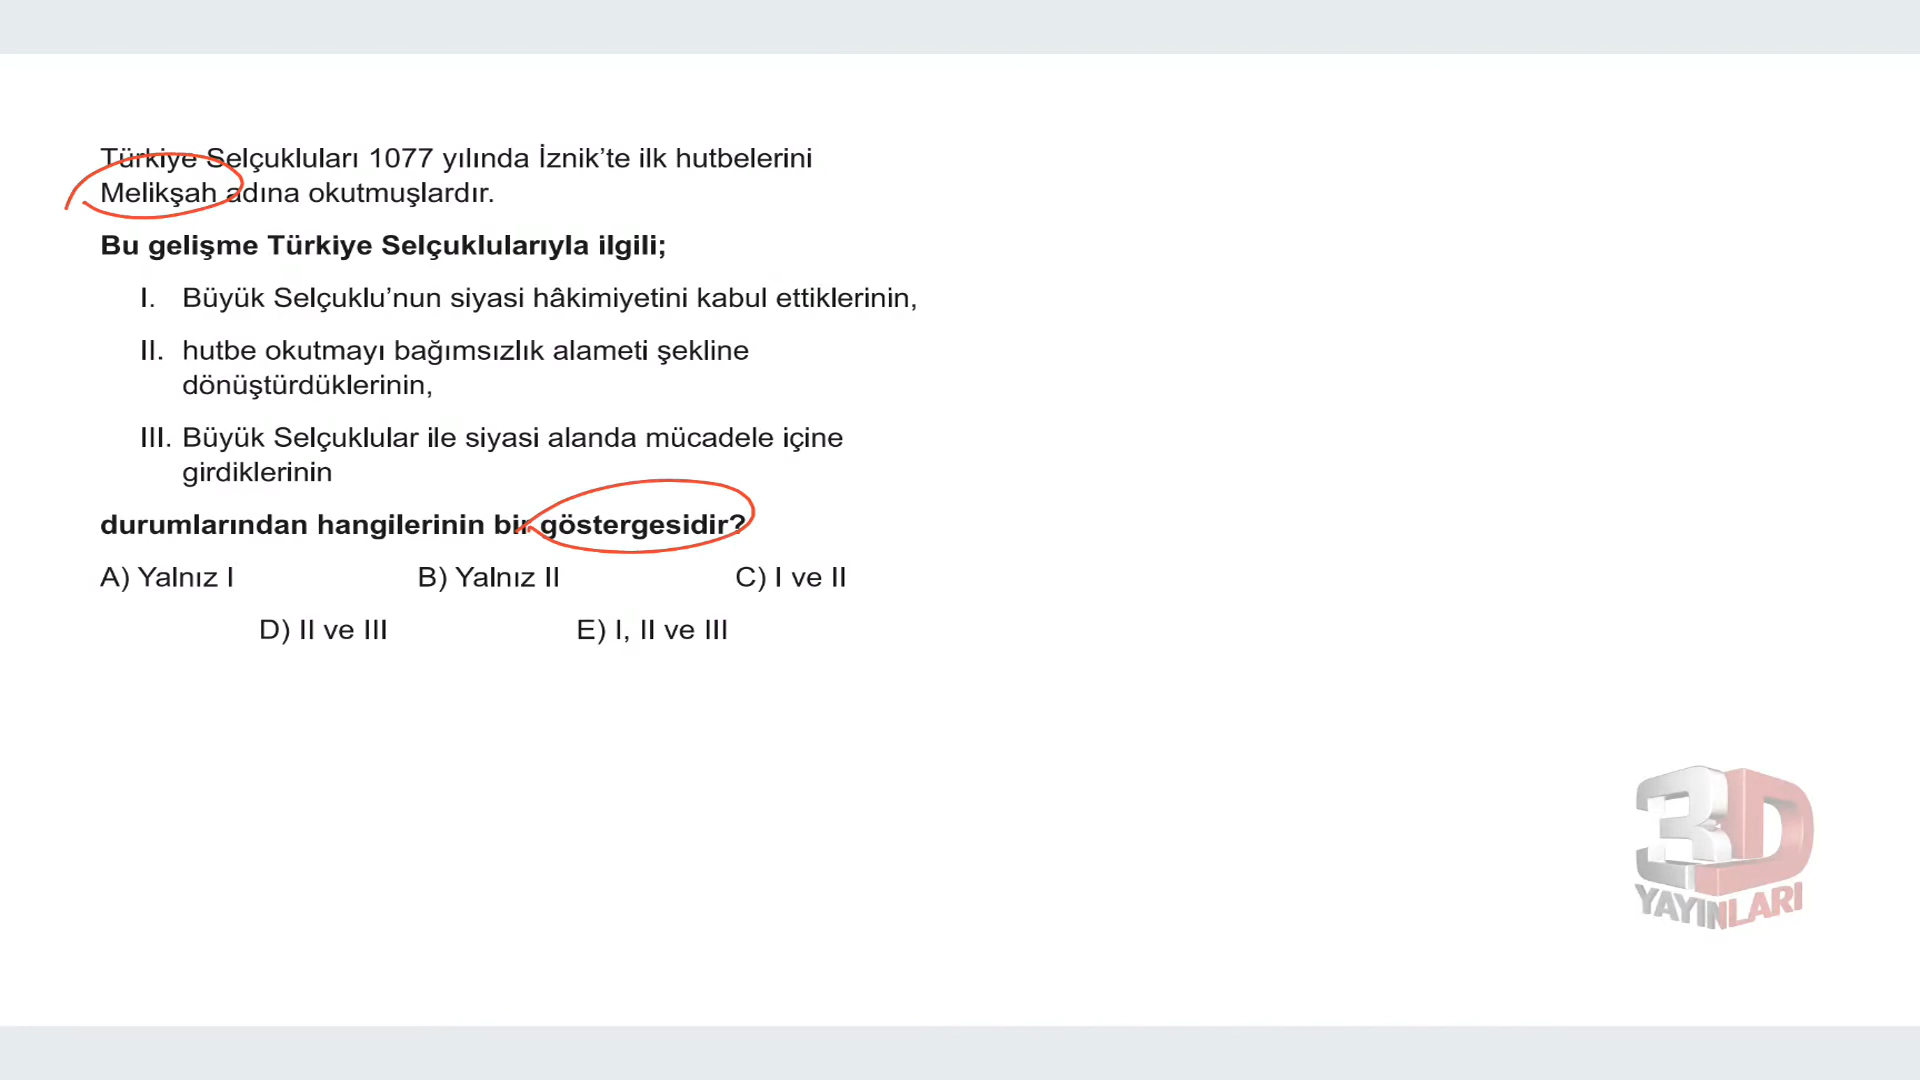 Türkiye Selçukluları 1077 yılında İznik’te ilk hutbelerini
Melikşah adına okutmuşlardır.
Bu gelişme Türkiye Selçuklularıyla ilgili;
I. Büyük Selçuklu’nun siyasi hâkimiyetini kabul ettiklerinin,
II. hutbe okutmayı bağımsızlık alameti şekline
dönüştürdüklerinin,
III. Büyük Selçuklular ile siyasi alanda mücadele içine
girdiklerinin
durumlarından hangilerinin bir göstergesidir?
A) Yalnız I B) Yalnız II C) I ve II
D) II ve III E) I, II ve III
3D
YAYINLARI